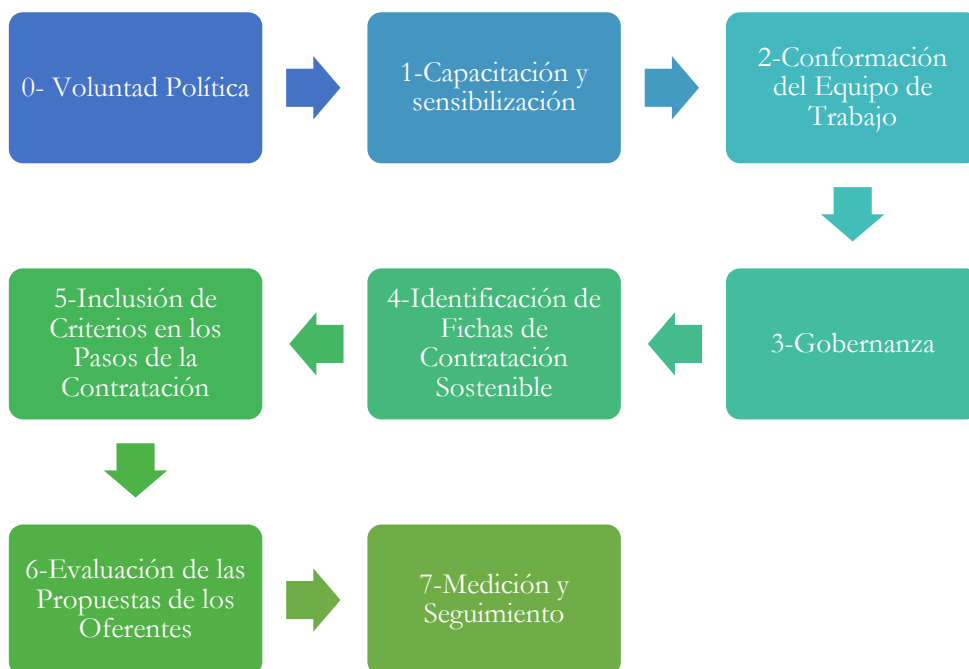 0- Voluntad Política
1-Capacitación y
sensibilización
2-Conformación
del Equipo de
Trabajo
3-Gobernanza
4-Identificación de
Fichas de
Contratación
Sostenible
5-Inclusión de
Criterios en los
Pasos de la
Contratación
6-Evaluación de las
Propuestas de los
Oferentes
7-Medición y
Seguimiento